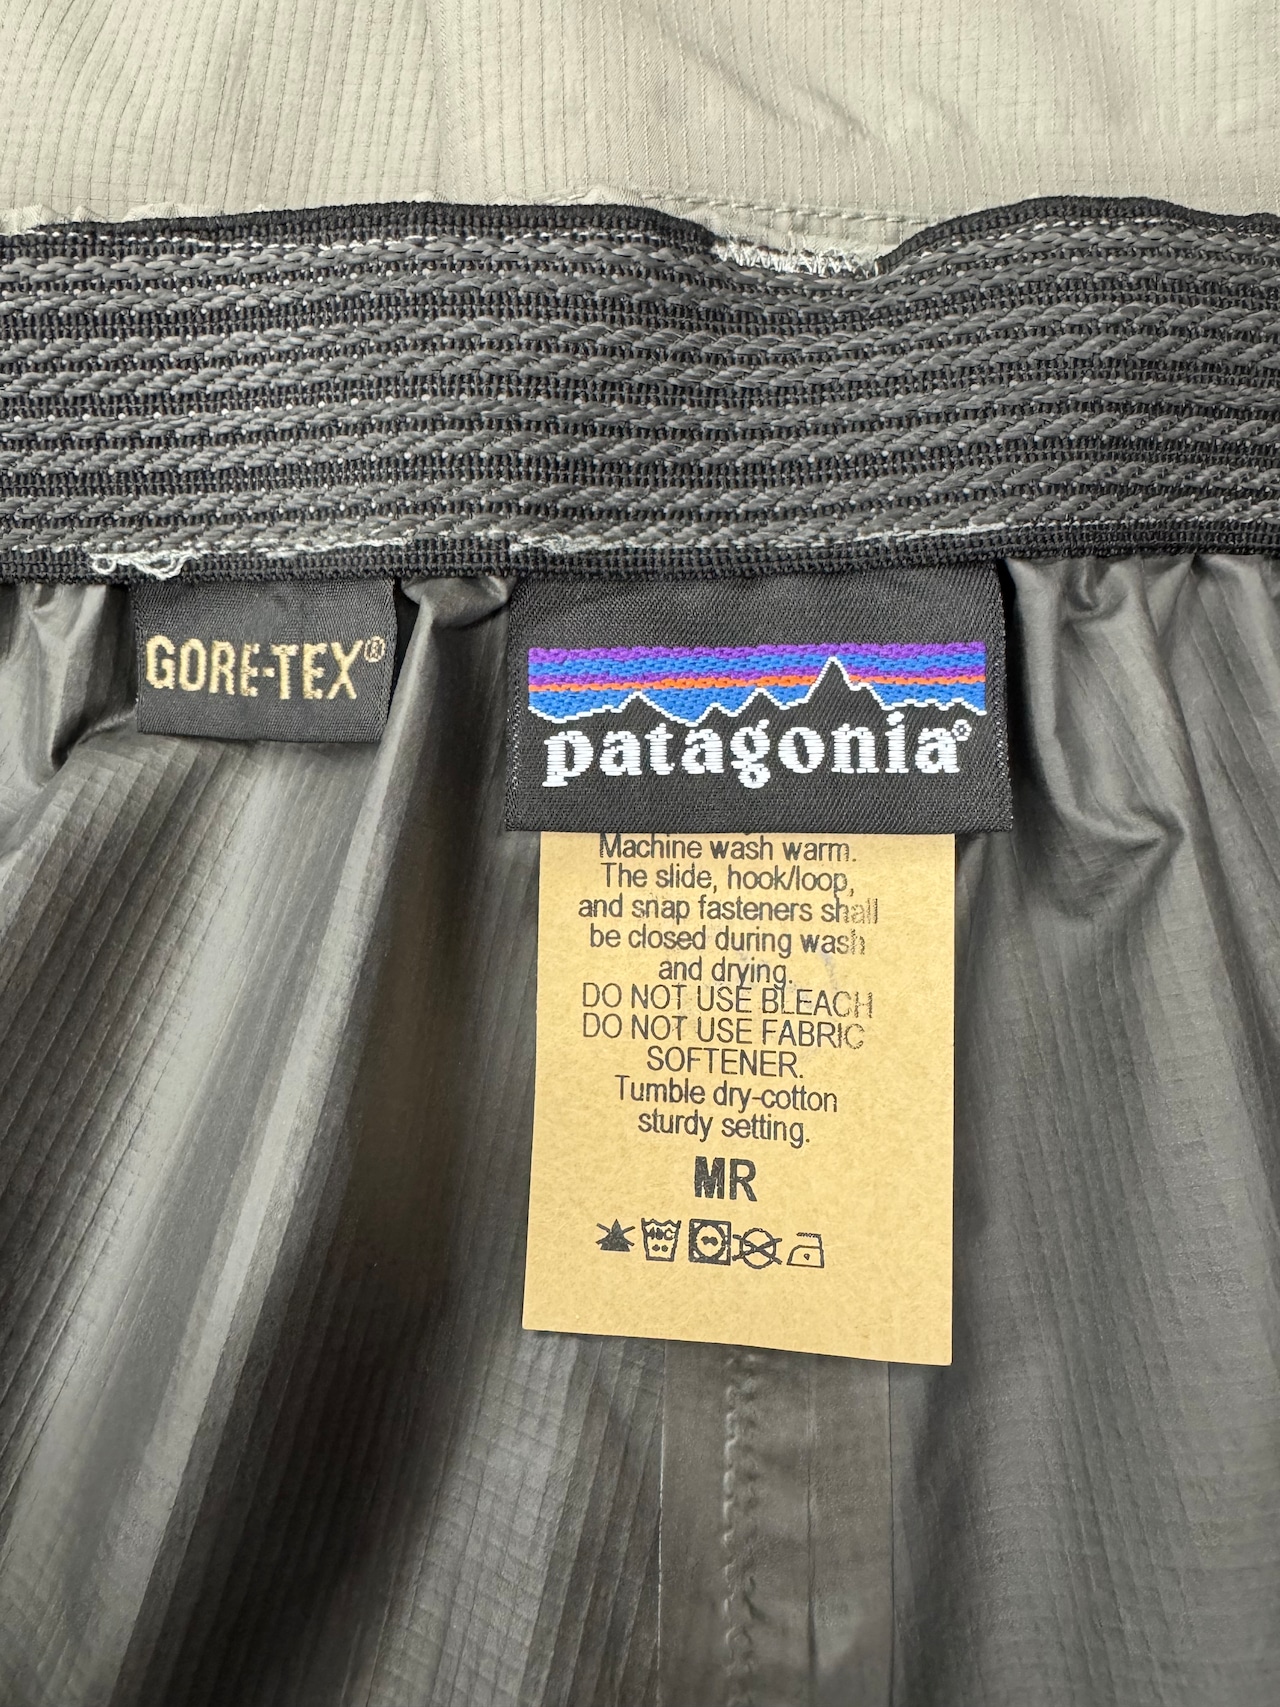 GORE-TEX®
patagonia®
Machine wash warm.
The slide, hook/loop,
and snap fasteners shall
be closed during wash
and drying.
DO NOT USE BLEACH
DO NOT USE FABRIC
SOFTENER.
Tumble dry-cotton
sturdy setting.
MR
40C